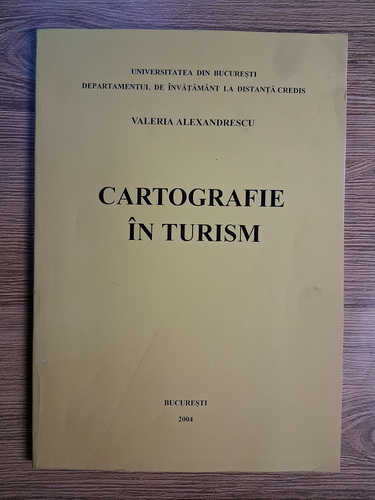 UNIVERSITATEA DIN BUCUREŞTI
DEPARTAMENTUL DE ÎNVĂŢĂMÂNT LA DISTANŢĂ CREDIS
VALERIA ALEXANDRESCU
CARTOGRAFIE
ÎN TURISM
BUCUREŞTI
2004